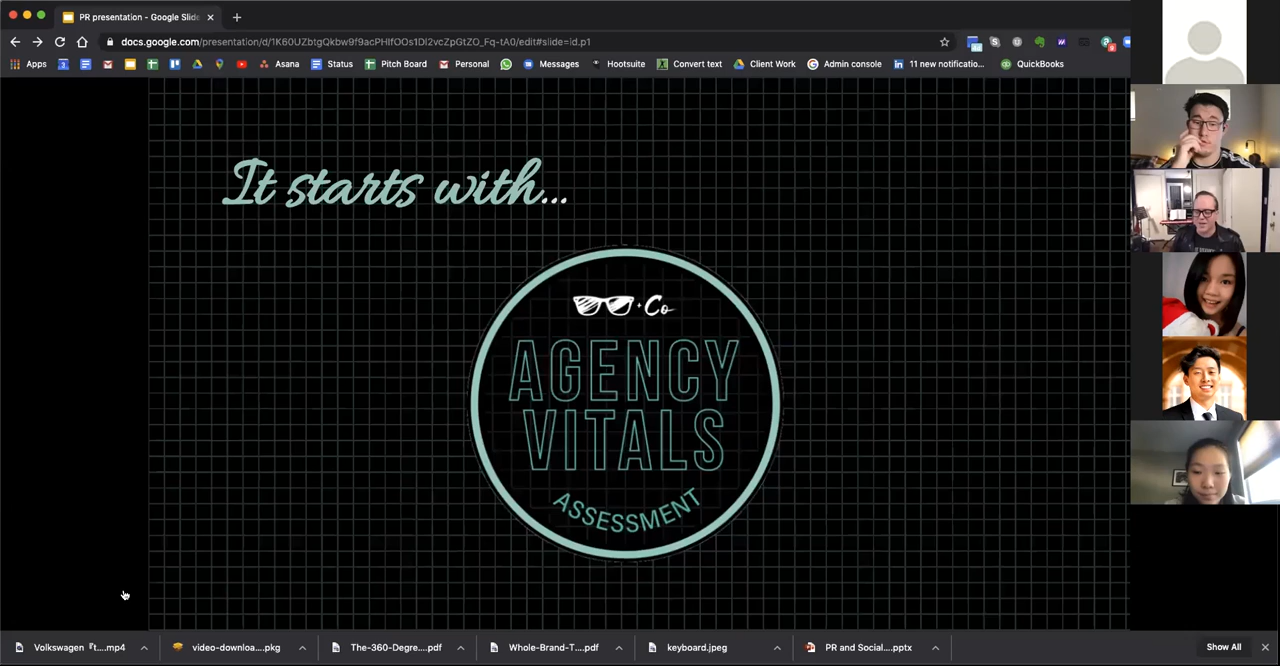 PR presentation - Google Slide
docs.google.com/presentation/d/1K60UZbtgQkbw9f9acPHIfOOs1DI2vcZpGtZO_Fq-tA0/edit#slide=id.p1
Apps Asana Status Pitch Board Personal Messages Hootsuite Convert text Client Work Admin console 11 new notificatio... QuickBooks
It starts with...
+ Co
AGENCY
VITALS
ASSESSMENT
Volkswagen『t....mp4 video-downloa....pkg The-360-Degre....pdf Whole-Brand-T....pdf keyboard.jpeg PR and Social....pptx Show All